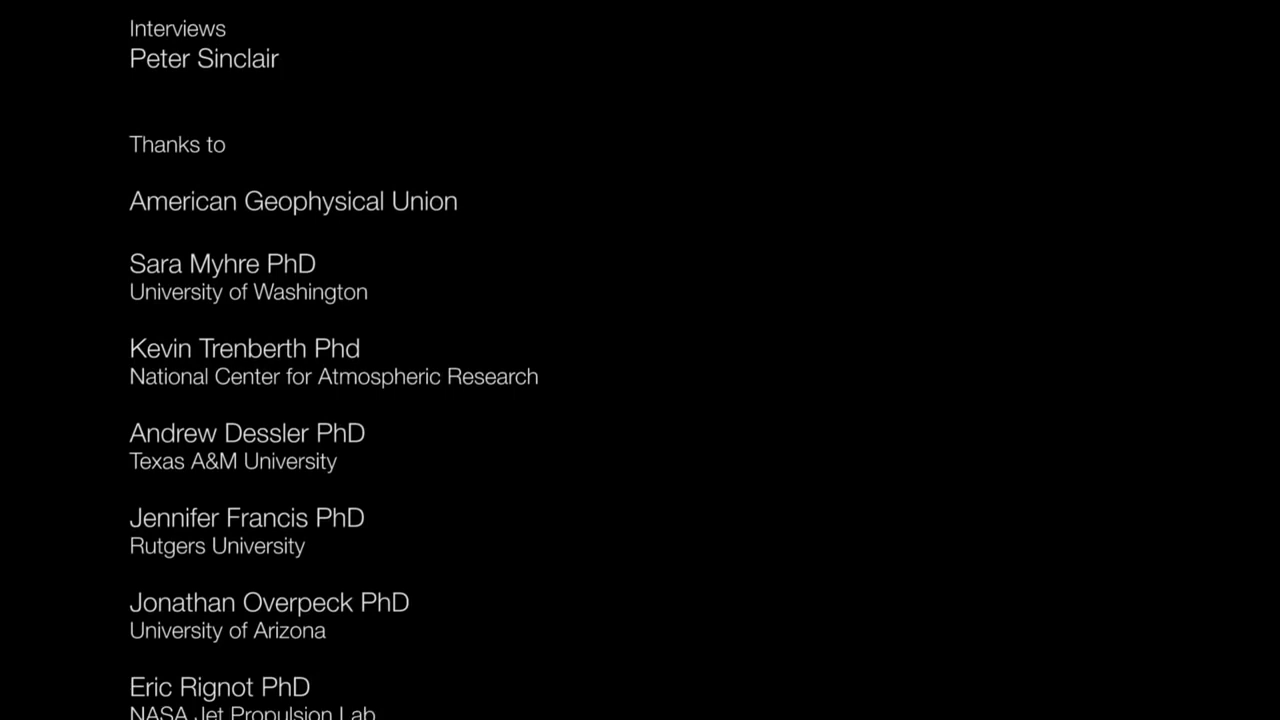 Interviews
Peter Sinclair
Thanks to
American Geophysical Union
Sara Myhre PhD
University of Washington
Kevin Trenberth Phd
National Center for Atmospheric Research
Andrew Dessler PhD
Texas A&M University
Jennifer Francis PhD
Rutgers University
Jonathan Overpeck PhD
University of Arizona
Eric Rignot PhD
NASA Jet Propulsion Lab